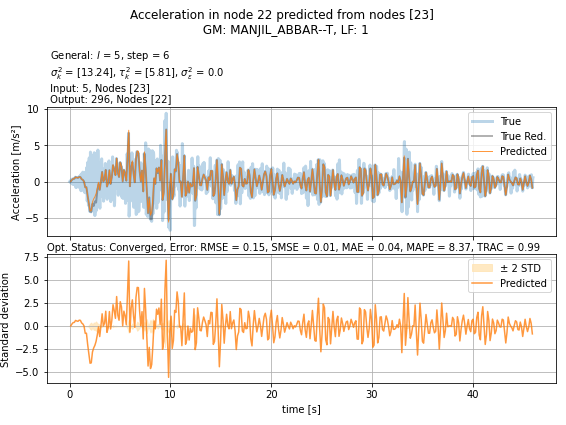 Acceleration in node 22 predicted from nodes [23]
GM: MANJIL_ABBAR--T, LF: 1
General: l = 5, step = 6
σ²ₖ = [13.24], τ²ₖ = [5.81], σ²ε = 0.0
Input: 5, Nodes [23]
Output: 296, Nodes [22]
10
5
0
−5
Acceleration [m/s²]
True
True Red.
Predicted
Opt. Status: Converged, Error: RMSE = 0.15, SMSE = 0.01, MAE = 0.04, MAPE = 8.37, TRAC = 0.99
7.5
5.0
2.5
0.0
−2.5
−5.0
Standard deviation
± 2 STD
Predicted
0 10 20 30 40
time [s]